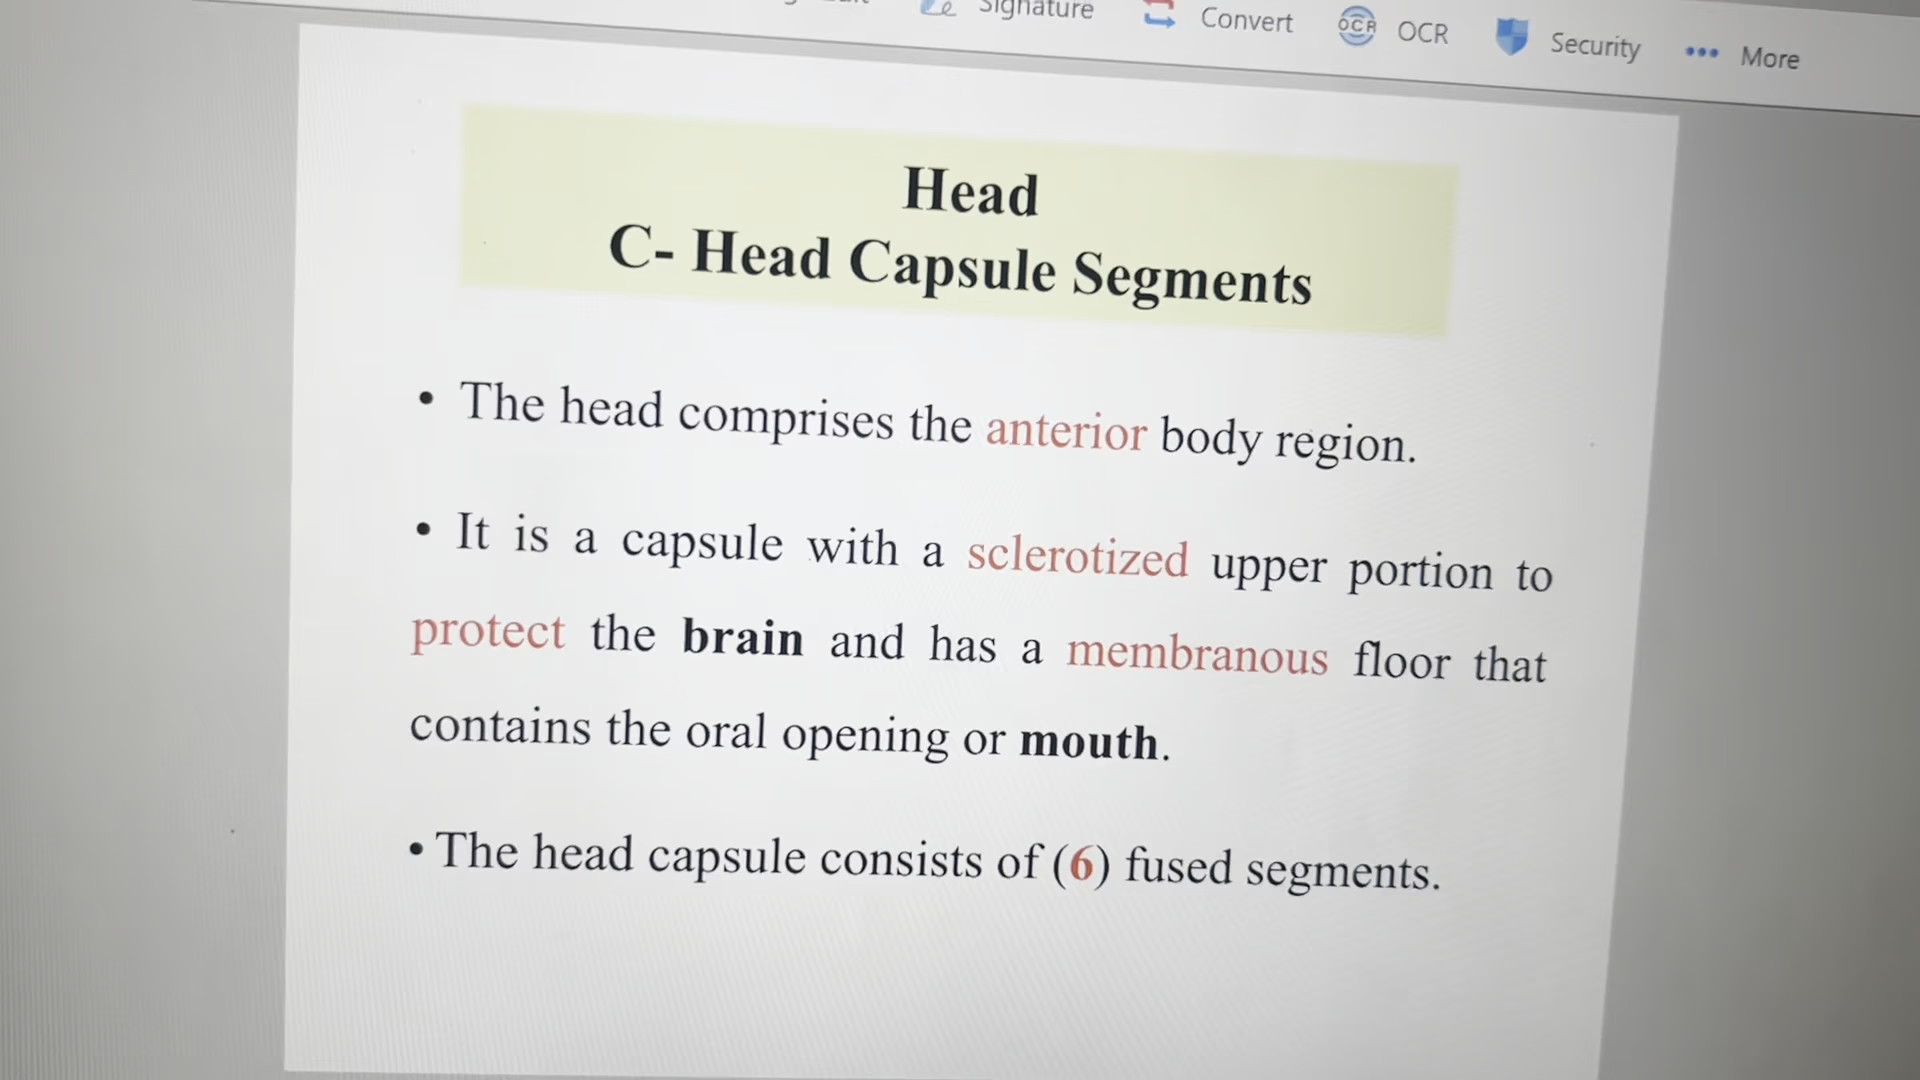 Signature Convert OCR OCR Security More
Head
C- Head Capsule Segments
• The head comprises the anterior body region.
• It is a capsule with a sclerotized upper portion to
protect the brain and has a membranous floor that
contains the oral opening or mouth.
• The head capsule consists of (6) fused segments.